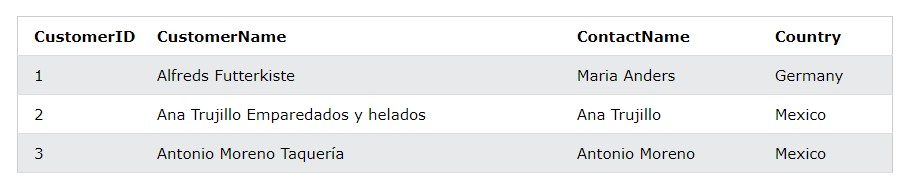 CustomerID CustomerName ContactName Country
1 Alfreds Futterkiste Maria Anders Germany
2 Ana Trujillo Emparedados y helados Ana Trujillo Mexico
3 Antonio Moreno Taquería Antonio Moreno Mexico